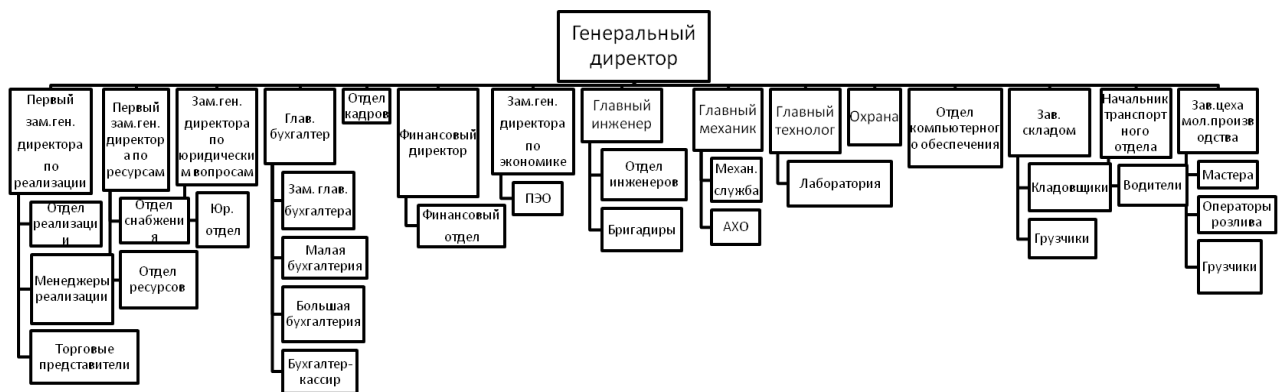 Генеральный
директор
Первый
зам.ген.
директора
по
реализации
Отдел
реализаци
и
Менеджеры
реализации
Торговые
представители
Первый
зам.ген.
директор
а по
ресурсам
Отдел
снабжени
я
Отдел
ресурсов
Зам.ген.
директора
по
юридически
м вопросам
Юр.
отдел
Глав.
бухгалтер
Зам. глав.
бухгалтера
Малая
бухгалтерия
Большая
бухгалтерия
Бухгалтер-
кассир
Отдел
кадров
Финансовый
директор
Финансовый
отдел
Зам.ген.
директора
по
экономике
ПЭО
Главный
инженер
Отдел
инженеров
Бригадиры
Главный
механик
Механ.
служба
АХО
Главный
технолог
Лаборатория
Охрана
Отдел
компьютерног
о обеспечения
Зав.
складом
Кладовщики
Грузчики
Начальник
транспорт
ного
отдела
Водители
Зав.цеха
мол.произ
водства
Мастера
Операторы
розлива
Грузчики